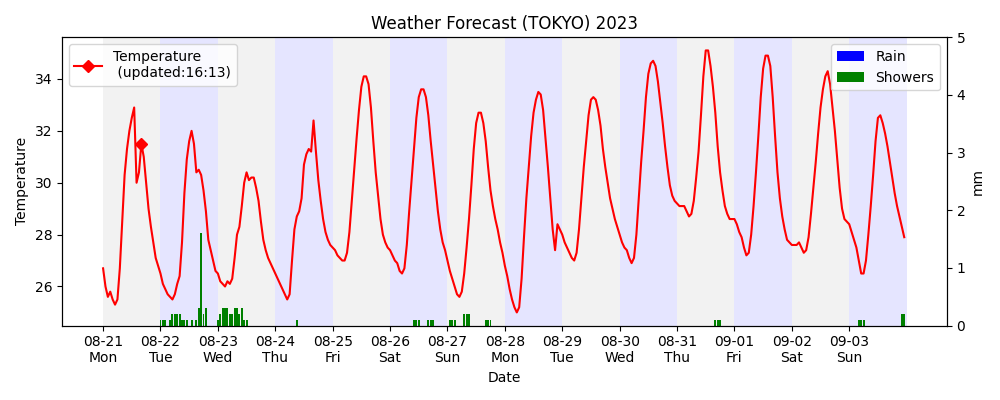 Weather Forecast (TOKYO) 2023
Temperature
(updated:16:13)
Rain
Showers
Temperature
34
32
30
28
26
5
4
3
2
1
0
mm
08-21 08-22 08-23 08-24 08-25 08-26 08-27 08-28 08-29 08-30 08-31 09-01 09-02 09-03
Mon Tue Wed Thu Fri Sat Sun Mon Tue Wed Thu Fri Sat Sun
Date